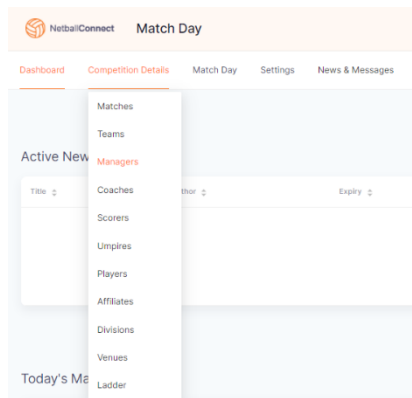 NetballConnect Match Day
Dashboard Competition Details Match Day Settings News & Messages
Matches
Teams
Active New
Managers
Title Coaches thor Expiry
Scorers
Umpires
Players
Affiliates
Divisions
Venues
Today's Ma
Ladder